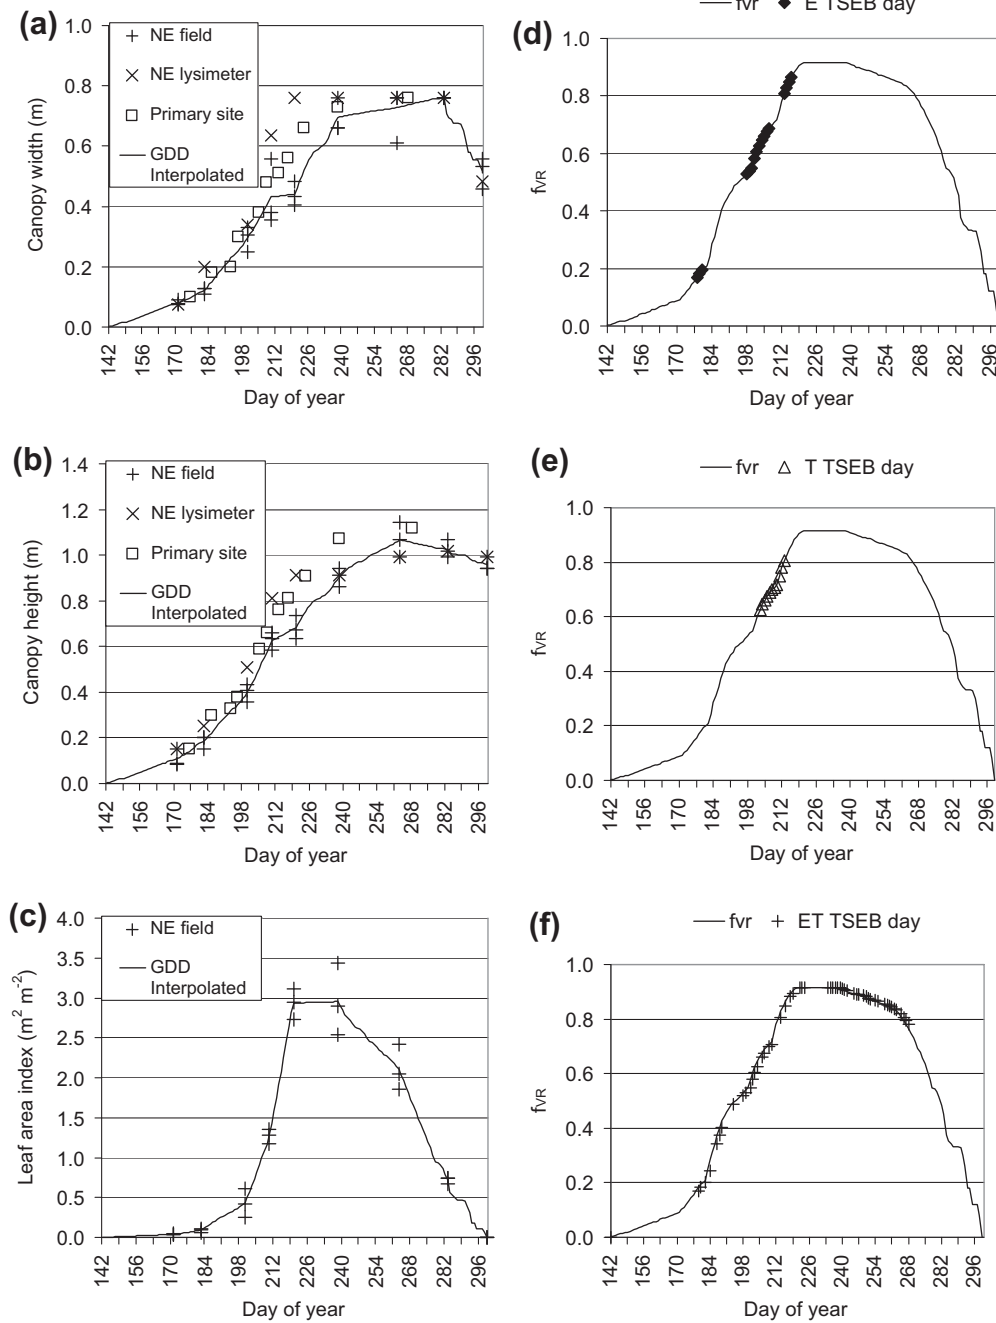 (a)
1.0
0.8
0.6
0.4
0.2
0.0
Canopy width (m)
NE field
NE lysimeter
Primary site
GDD
Interpolated
142 156 170 184 198 212 226 240 254 268 282 296
Day of year
(b)
1.4
1.2
1.0
0.8
0.6
0.4
0.2
0.0
Canopy height (m)
NE field
NE lysimeter
Primary site
GDD
Interpolated
142 156 170 184 198 212 226 240 254 268 282 296
Day of year
(c)
4.0
3.5
3.0
2.5
2.0
1.5
1.0
0.5
0.0
Leaf area index (m² m⁻²)
NE field
GDD
Interpolated
142 156 170 184 198 212 226 240 254 268 282 296
Day of year
(d)
fvr E TSEB day
1.0
0.8
0.6
0.4
0.2
0.0
fVR
142 156 170 184 198 212 226 240 254 268 282 296
Day of year
(e)
fvr T TSEB day
1.0
0.8
0.6
0.4
0.2
0.0
fVR
142 156 170 184 198 212 226 240 254 268 282 296
Day of year
(f)
fvr ET TSEB day
1.0
0.8
0.6
0.4
0.2
0.0
fVR
142 156 170 184 198 212 226 240 254 268 282 296
Day of year